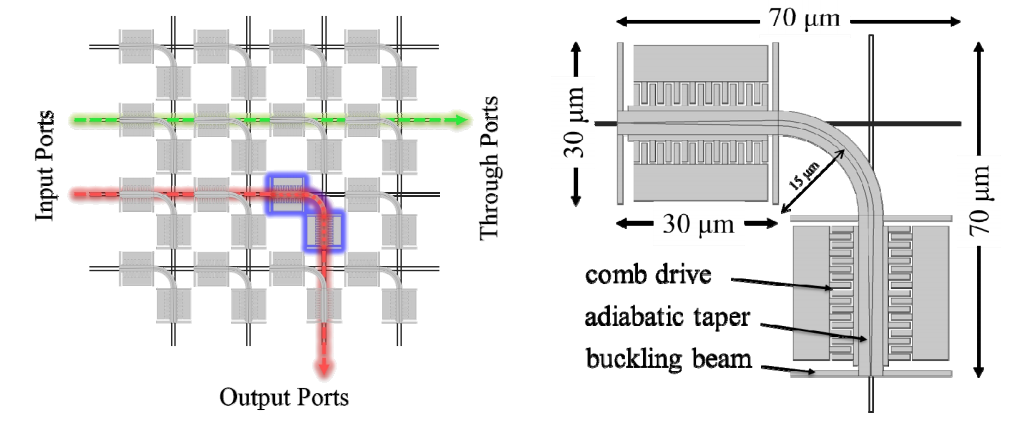 Input Ports
Through Ports
Output Ports
70 μm
30 μm
15 μm
30 μm
70 μm
comb drive
adiabatic taper
buckling beam